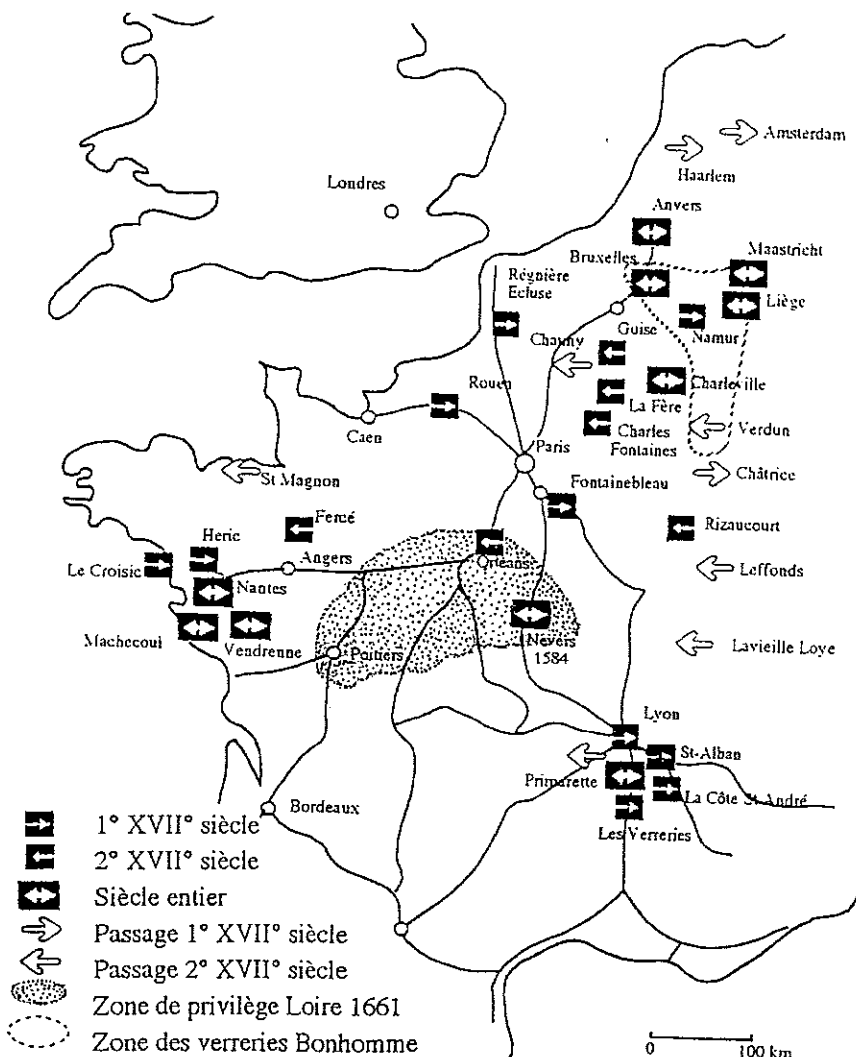 Amsterdam
Haarlem
Londres
Anvers
Bruxelles
Maastricht
Régnière
Ecluse
Liège
Guise
Namur
Chauny
Charleville
Rouen
La Fère
Caen
Charles
Fontaines
Verdun
Paris
St Magnon
Châtrice
Fontainebleau
Fercé
Rizaucourt
Heric
Angers
Orléans
Le Croisic
Leffonds
Nantes
Machecoul
Vendrenne
Nevers
1584
Poitiers
Lavieille Loye
Lyon
St-Alban
Primarette
La Côte St-André
Bordeaux
Les Verreries
1° XVII° siècle
2° XVII° siècle
Siècle entier
Passage 1° XVII° siècle
Passage 2° XVII° siècle
Zone de privilège Loire 1661
Zone des verreries Bonhomme
0
100 km